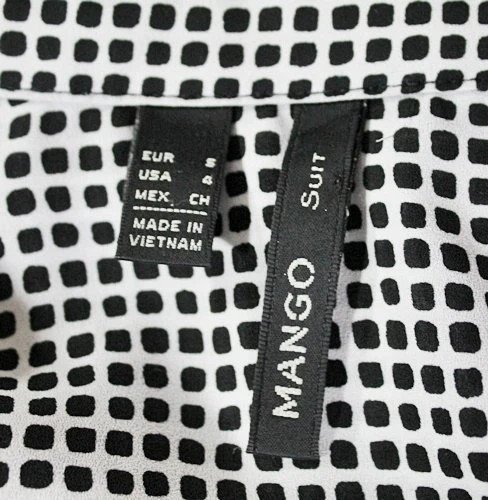 EUR S
USA 4
MEX CH
MADE IN
VIETNAM
MANGO Suit